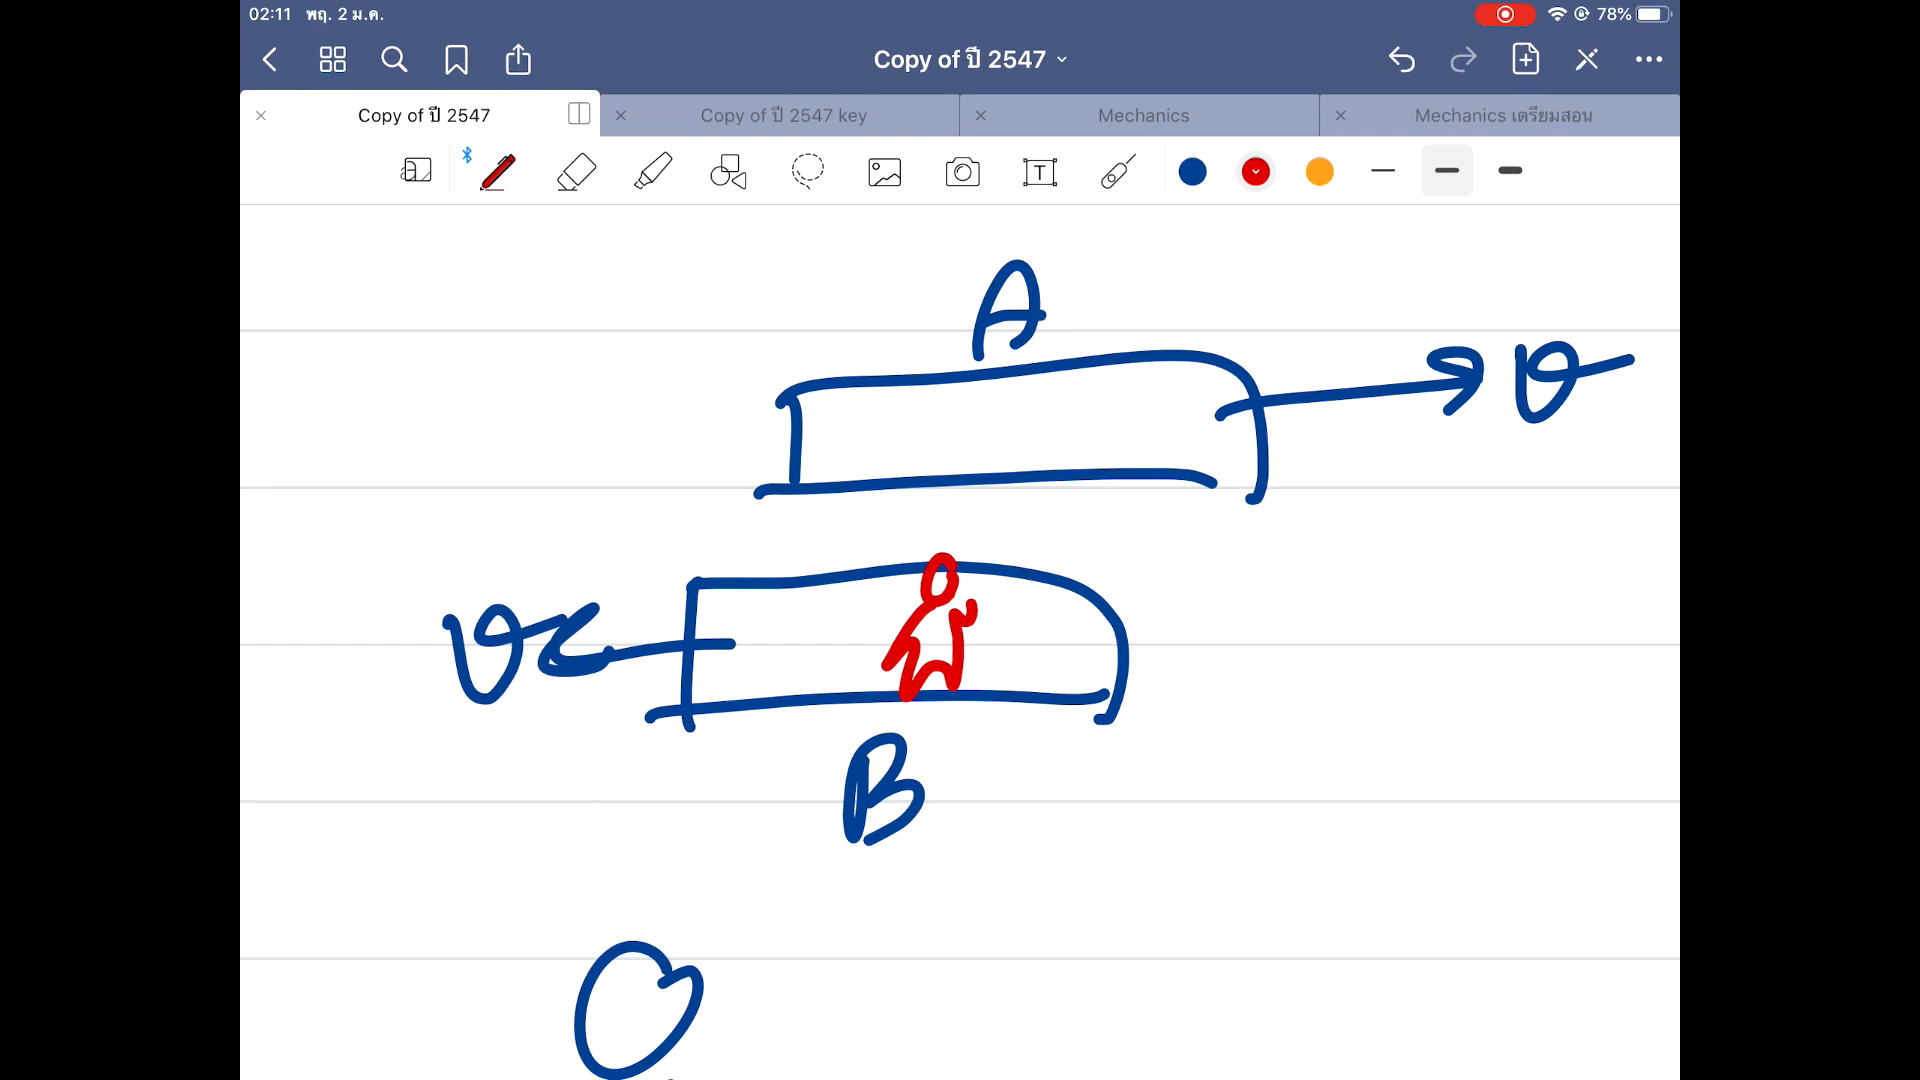 02:11 พฤ. 2 ม.ค. 78%
Copy of ปี 2547
Copy of ปี 2547 Copy of ปี 2547 key Mechanics Mechanics เตรียมสอน
A
v
v
B